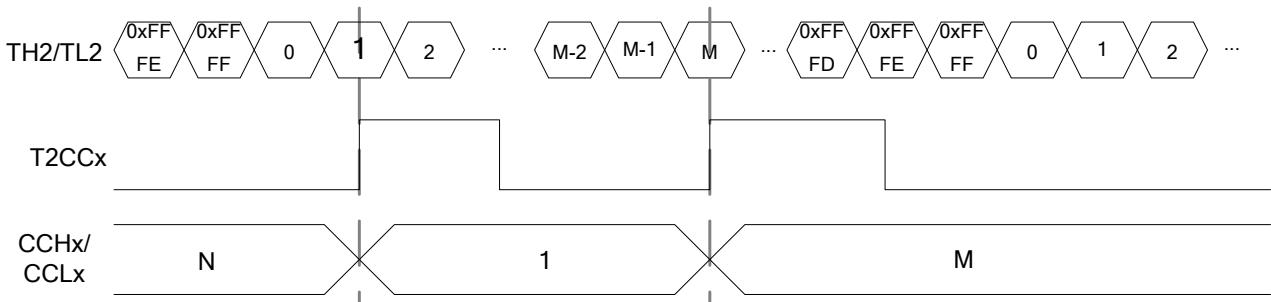 TH2/TL2 0xFF FE 0xFF FF 0 1 2 ... M-2 M-1 M ... 0xFF FD 0xFF FE 0xFF FF 0 1 2 ...
T2CCx
CCHx/
CCLx
N 1 M